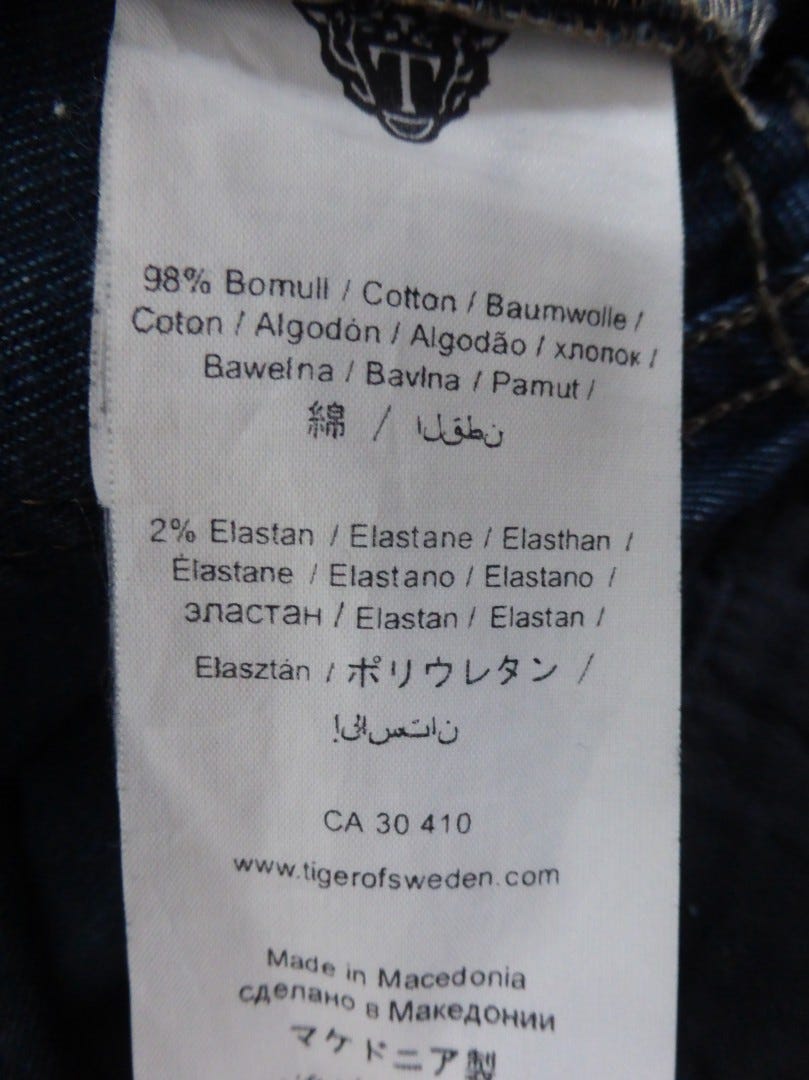 T
98% Bomull / Cotton / Baumwolle /
Coton / Algodón / Algodão / хлопок /
Bawełna / Bavlna / Pamut /
綿 / نطقلا
2% Elastan / Elastane / Elasthan /
Élastane / Elastano / Elastano /
эластан / Elastan / Elastan /
Elasztán / ポリウレタン /
CA 30 410
www.tigerofsweden.com
Made in Macedonia
сделано в Македонии
マケドニア製